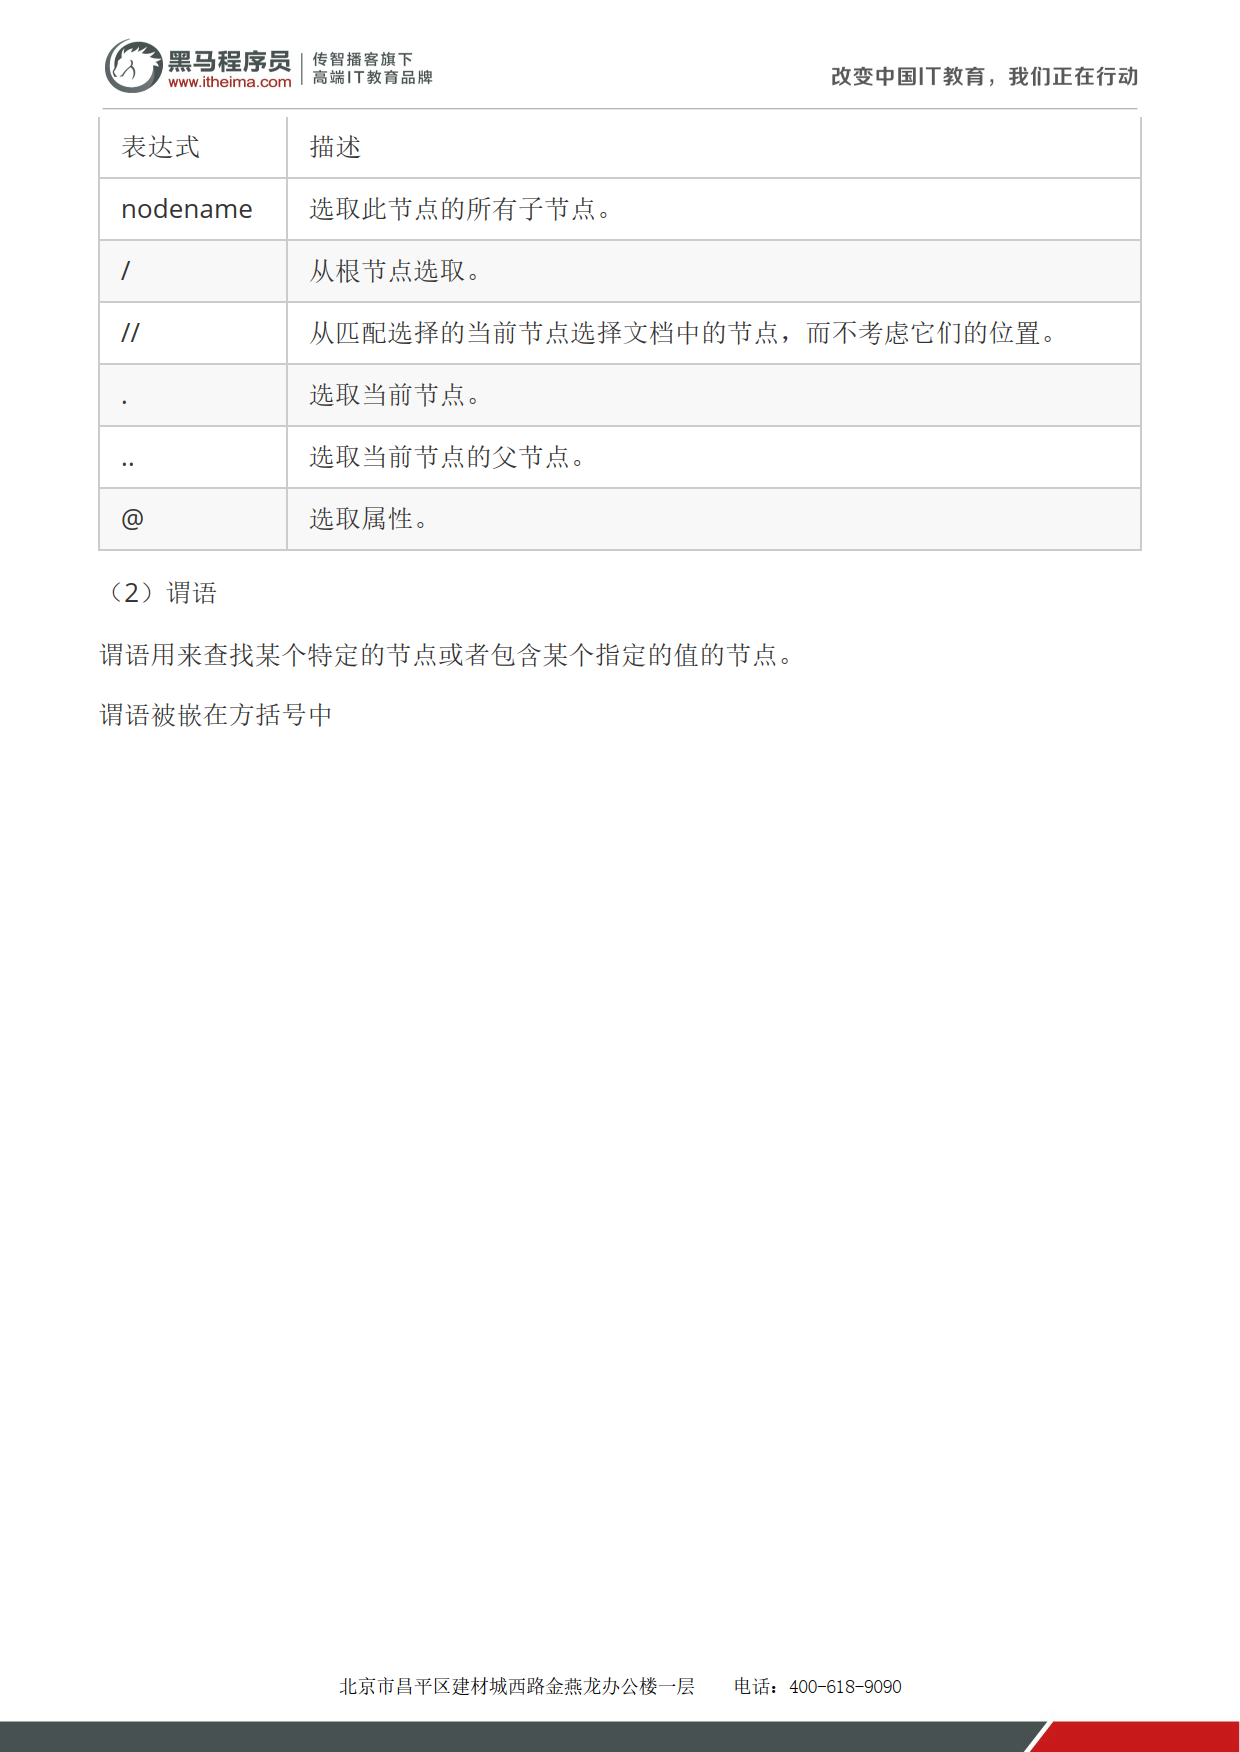 黑马程序员
www.itheima.com
传智播客旗下
高端IT教育品牌
改变中国IT教育，我们正在行动
表达式 描述
nodename 选取此节点的所有子节点。
/ 从根节点选取。
// 从匹配选择的当前节点选择文档中的节点，而不考虑它们的位置。
. 选取当前节点。
.. 选取当前节点的父节点。
@ 选取属性。
（2）谓语
谓语用来查找某个特定的节点或者包含某个指定的值的节点。
谓语被嵌在方括号中
北京市昌平区建材城西路金燕龙办公楼一层 电话：400-618-9090